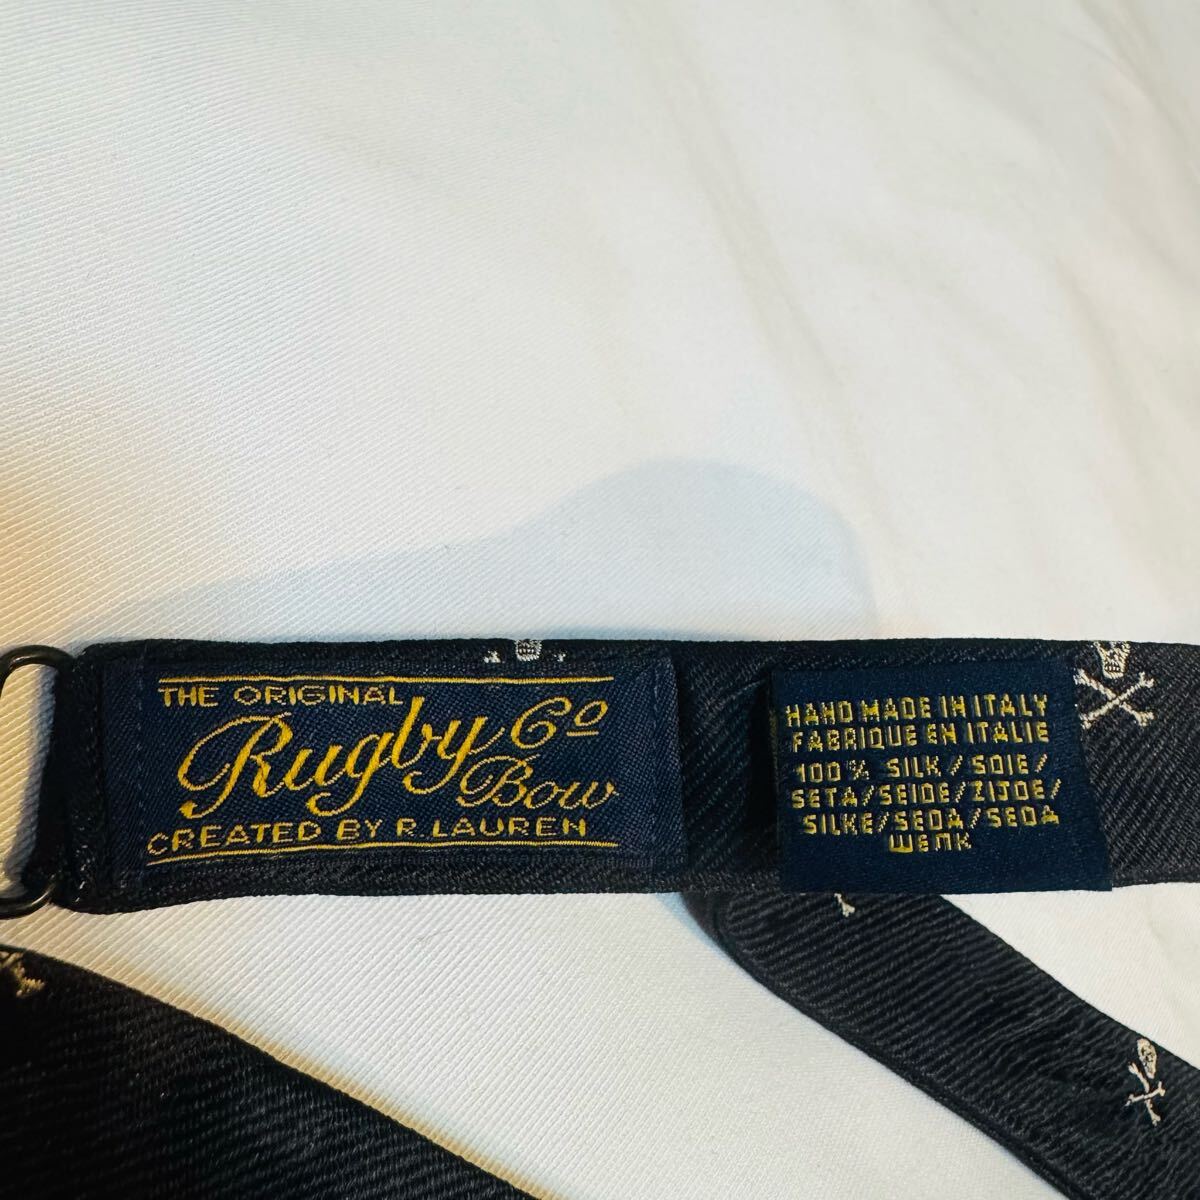 THE ORIGINAL
Rugby Co
Bow
CREATED BY R. LAUREN
HAND MADE IN ITALY
FABRIQUE EN ITALIE
100% SILK/SOIE/
SETA/SEIDE/ZIJDE/
SILKE/SEDA/SEDA
Шелк